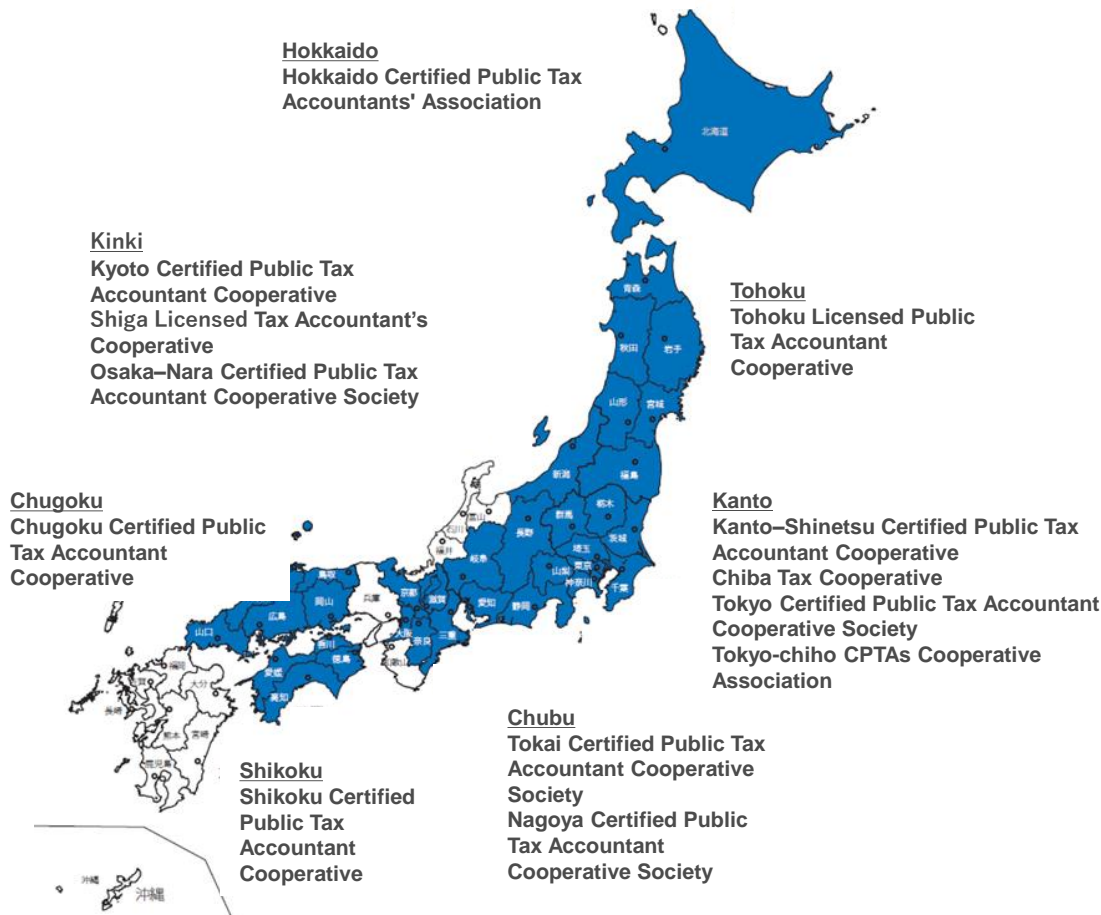 Hokkaido
Hokkaido Certified Public Tax
Accountants' Association
北海道
Kinki
Kyoto Certified Public Tax
Accountant Cooperative
Shiga Licensed Tax Accountant’s
Cooperative
Osaka–Nara Certified Public Tax
Accountant Cooperative Society
Tohoku
Tohoku Licensed Public
Tax Accountant
Cooperative
青森
秋田
岩手
山形
宮城
新潟
福島
Chugoku
Chugoku Certified Public
Tax Accountant
Cooperative
Kanto
Kanto–Shinetsu Certified Public Tax
Accountant Cooperative
Chiba Tax Cooperative
Tokyo Certified Public Tax Accountant
Cooperative Society
Tokyo-chiho CPTAs Cooperative
Association
富山
石川
福井
長野
群馬
栃木
茨城
埼玉
東京
神奈川
千葉
山梨
岐阜
静岡
愛知
鳥取
岡山
兵庫
京都
滋賀
広島
山口
大阪
奈良
三重
香川
徳島
愛媛
高知
福岡
大分
長崎
熊本
宮崎
鹿児島
Shikoku
Shikoku Certified
Public Tax
Accountant
Cooperative
Chubu
Tokai Certified Public Tax
Accountant Cooperative
Society
Nagoya Certified Public
Tax Accountant
Cooperative Society
沖縄
沖縄